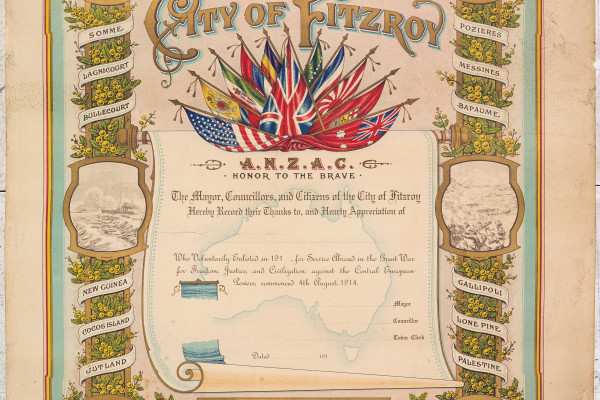 CITY OF FITZROY
SOMME.
LAGNICOURT
BULLECOURT
POZIERES
MESSINES
BAPAUME.
A.N.Z.A.C.
HONOR TO THE BRAVE
The Mayor, Councillors, and Citizens of the City of Fitzroy
Hereby Record their Thanks to, and Hearty Appreciation of
Who Voluntarily Enlisted in 191 , for Service Abroad in the Great War
for Freedom, Justice, and Civilization, against the Central European
Powers, commenced 4th August, 1914.
Mayor
Councillor
Town Clerk
Dated 191
NEW GUINEA
COCOS ISLAND
JUTLAND
GALLIPOLI
LONE PINE.
PALESTINE.